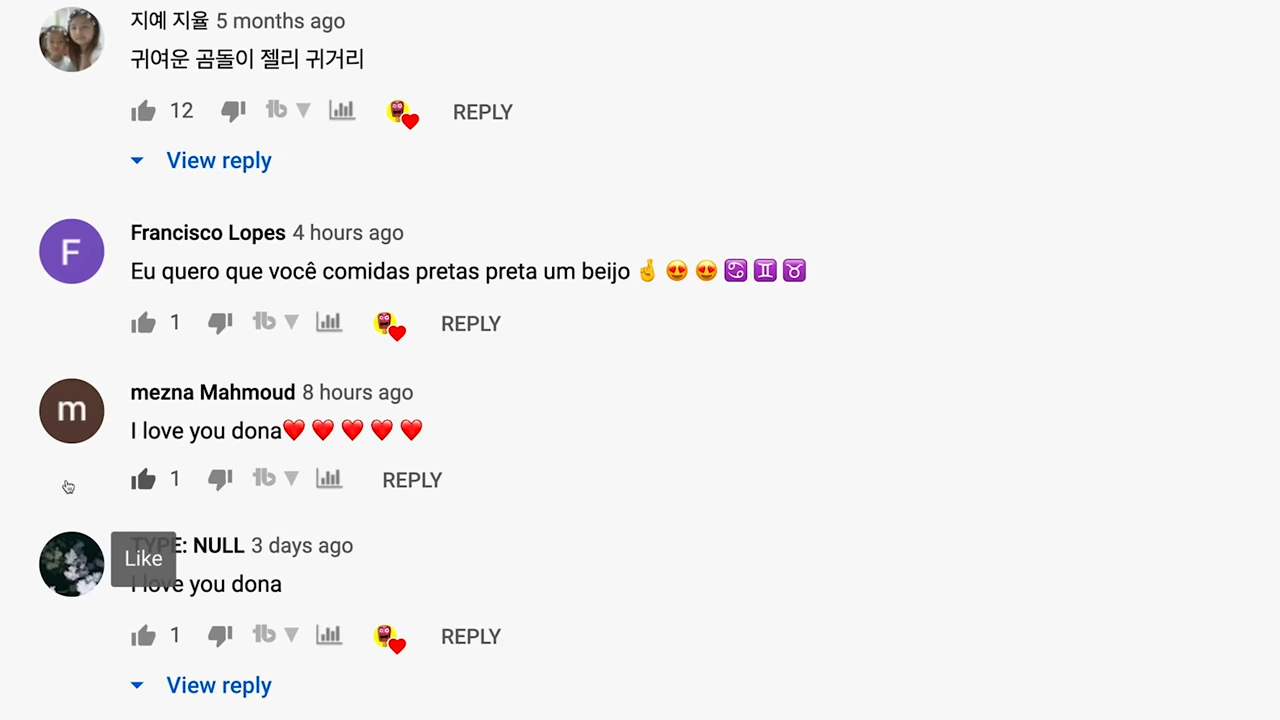 지예 지율 5 months ago
귀여운 곰돌이 젤리 귀거리
12 REPLY
View reply
F
Francisco Lopes 4 hours ago
Eu quero que você comidas pretas preta um beijo 🤞 😍 😍 ♋ ♊ ♉
1 REPLY
m
mezna Mahmoud 8 hours ago
I love you dona❤️ ❤️ ❤️ ❤️ ❤️
1 REPLY
TYPE: NULL 3 days ago
Like
I love you dona
1 REPLY
View reply